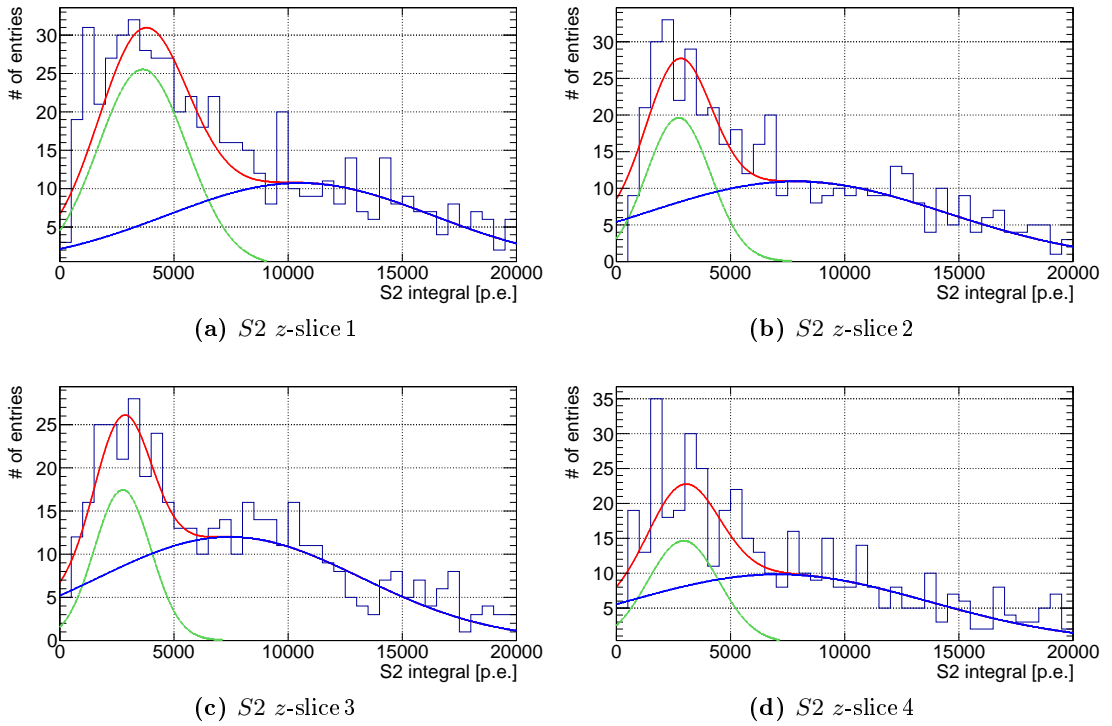 # of entries
30
25
20
15
10
5
0 5000 10000 15000 20000
S2 integral [p.e.]
(a) S2 z-slice 1
# of entries
30
25
20
15
10
5
0
0 5000 10000 15000 20000
S2 integral [p.e.]
(b) S2 z-slice 2
# of entries
25
20
15
10
5
0
0 5000 10000 15000 20000
S2 integral [p.e.]
(c) S2 z-slice 3
# of entries
35
30
25
20
15
10
5
0 5000 10000 15000 20000
S2 integral [p.e.]
(d) S2 z-slice 4